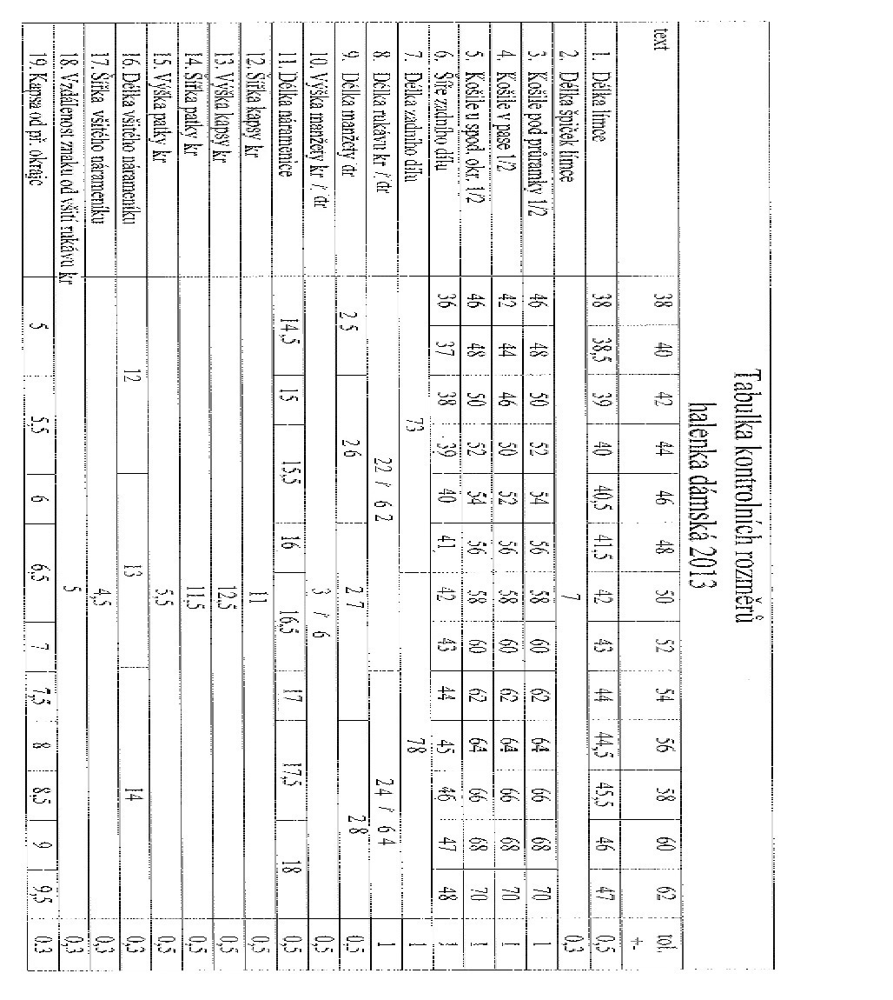 Tabulka kontrolních rozměrů
halenka dámská 2013
text 38 40 42 44 46 48 50 52 54 56 58 60 62 tol.
+-
1. Délka límce 38 38,5 39 40 40,5 41,5 42 43 44 44,5 45,5 46 47 0,5
2. Délka špiček límce 7 0,3
3. Košile pod průramky 1/2 46 48 50 52 54 56 58 60 62 64 66 68 70 1
4. Košile v pase 1/2 42 44 46 50 52 56 58 60 62 64 66 68 70 1
5. Košile u spod. okr. 1/2 46 48 50 52 54 56 58 60 62 64 66 68 70 1
6. Šíře zadního dílu 36 37 38 39 40 41 42 43 44 45 46 47 48 1
7. Délka zadního dílu 73 78 1
8. Délka rukávu kr / dr 22 / 62 24 / 64 1
9. Délka manžety dr 25 26 27 28 0,5
10. Výška manžety kr / dr 3 / 6 0,5
11. Délka náramenice 14,5 15 15,5 16 16,5 17 17,5 18 0,5
12. Šířka kapsy kr 11 0,5
13. Výška kapsy kr 12,5 0,5
14. Šířka patky kr 11,5 0,5
15. Výška patky kr 5,5 0,5
16. Délka všitého nárameníku 12 13 14 0,3
17. Šířka všitého nárameníku 4,5 0,3
18. Vzdálenost znaku od všití rukávu kr 5 0,3
19. Kapsa od př. okraje 5 5,5 6 6,5 7 7,5 8 8,5 9 9,5 0,3